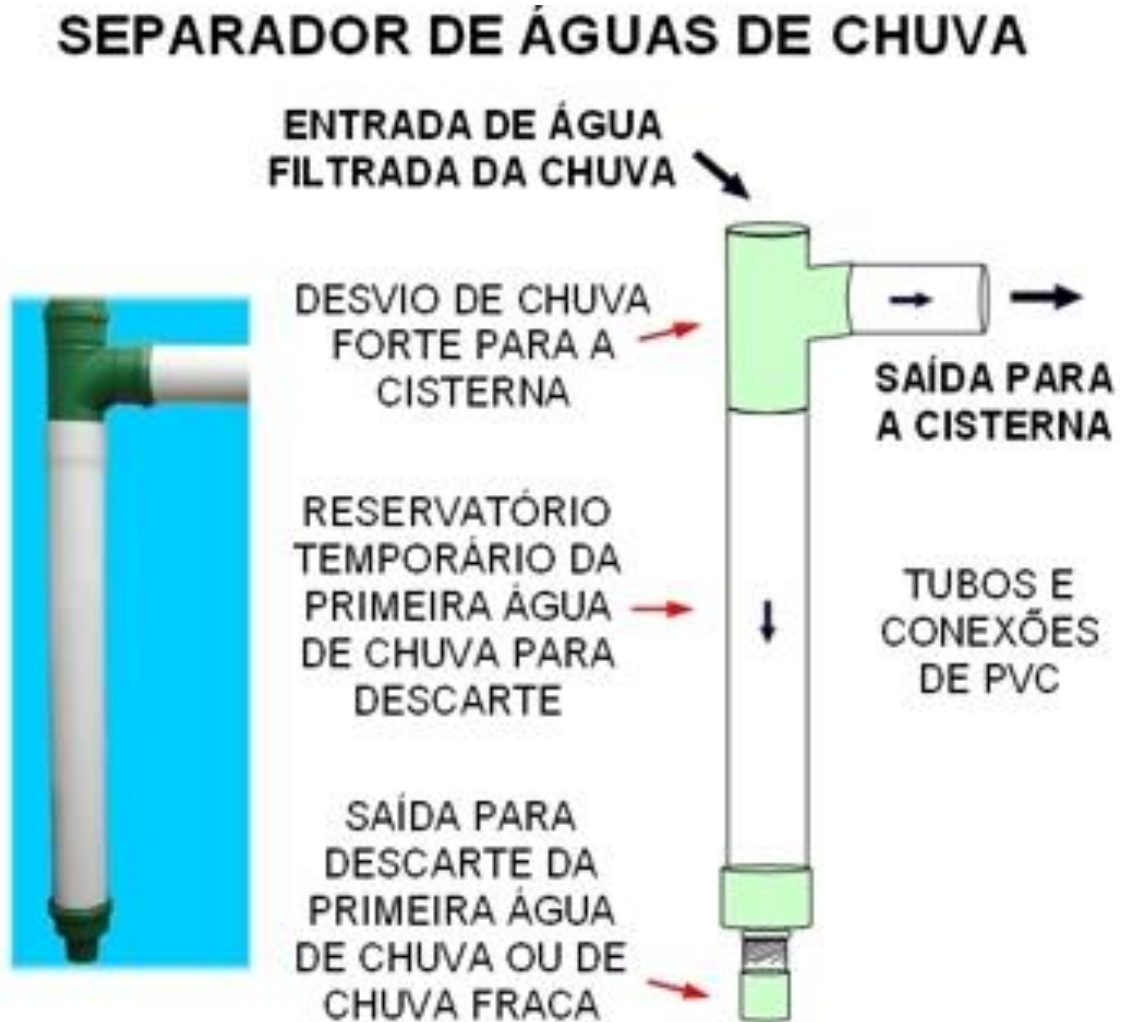 SEPARADOR DE ÁGUAS DE CHUVA
ENTRADA DE ÁGUA
FILTRADA DA CHUVA
DESVIO DE CHUVA
FORTE PARA A
CISTERNA
SAÍDA PARA
A CISTERNA
RESERVATÓRIO
TEMPORÁRIO DA
PRIMEIRA ÁGUA
DE CHUVA PARA
DESCARTE
TUBOS E
CONEXÕES
DE PVC
SAÍDA PARA
DESCARTE DA
PRIMEIRA ÁGUA
DE CHUVA OU DE
CHUVA FRACA